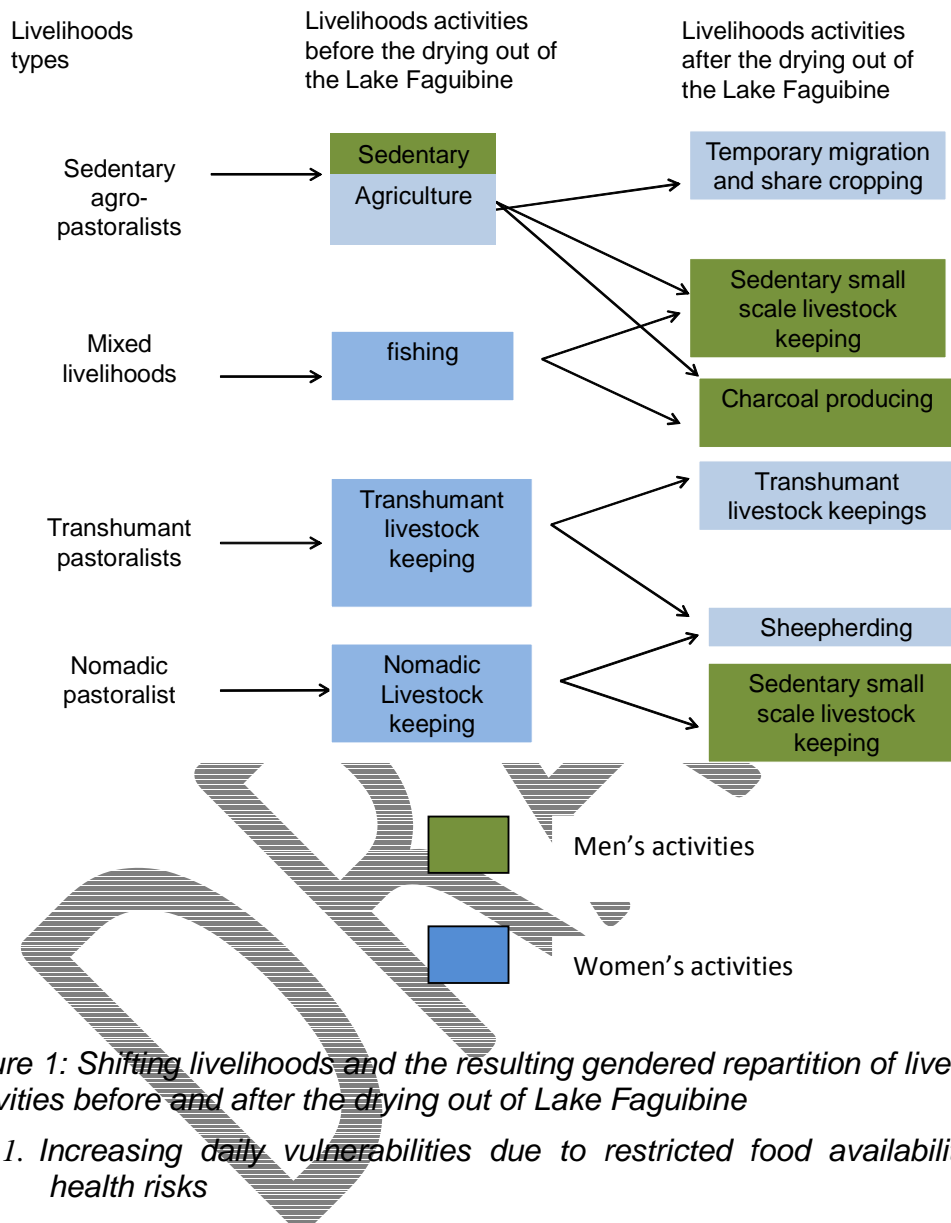 Livelihoods
types
Livelihoods activities
before the drying out of
the Lake Faguibine
Livelihoods activities
after the drying out of
the Lake Faguibine
Sedentary
agro-
pastoralists
Sedentary
Agriculture
Temporary migration
and share cropping
Sedentary small
scale livestock
keeping
Mixed
livelihoods
fishing
Charcoal producing
Transhumant
pastoralists
Transhumant
livestock
keeping
Transhumant
livestock keepings
Sheepherding
Nomadic
pastoralist
Nomadic
Livestock
keeping
Sedentary small
scale livestock
keeping
Men’s activities
Women’s activities
ure 1: Shifting livelihoods and the resulting gendered repartition of live
vities before and after the drying out of Lake Faguibine
1. Increasing daily vulnerabilities due to restricted food availabili
health risks